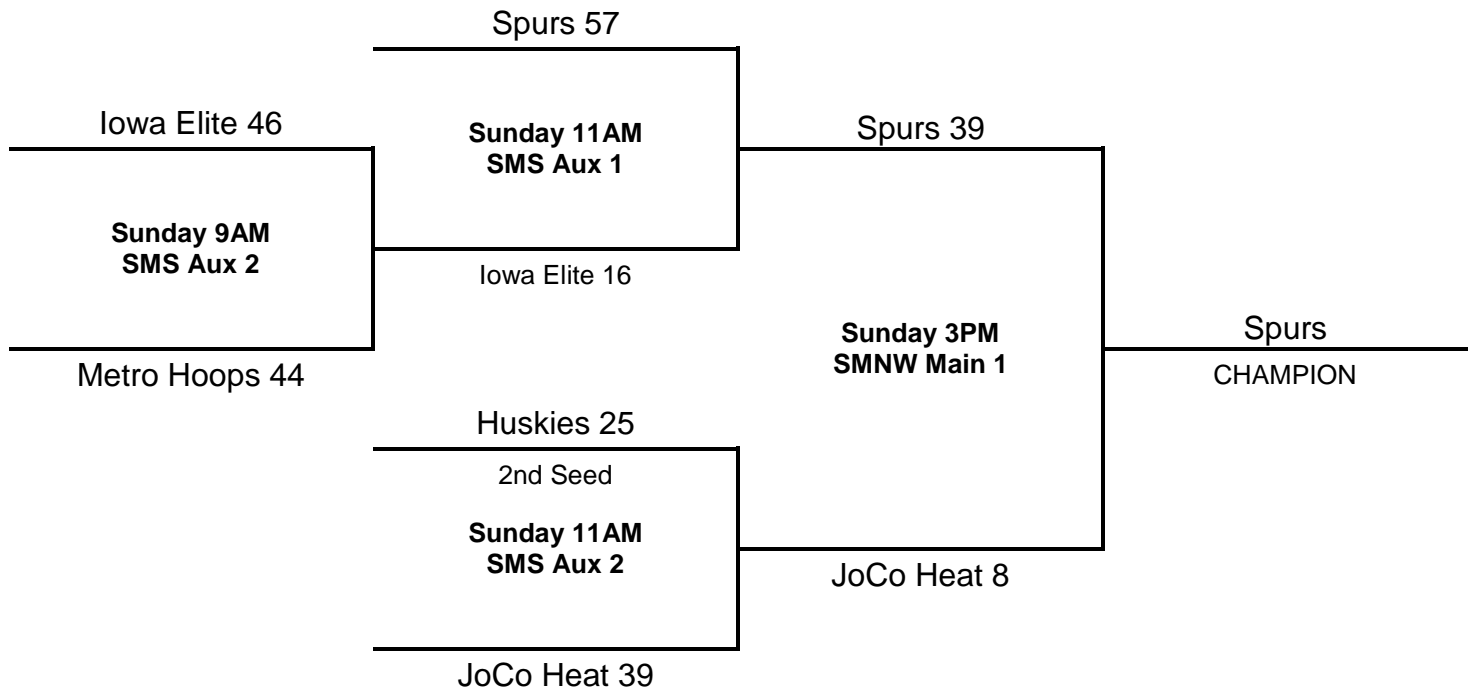 Spurs 57
Iowa Elite 46
Sunday 11AM
SMS Aux 1
Spurs 39
Sunday 9AM
SMS Aux 2
Iowa Elite 16
Metro Hoops 44
Sunday 3PM
SMNW Main 1
Spurs
CHAMPION
Huskies 25
2nd Seed
Sunday 11AM
SMS Aux 2
JoCo Heat 8
JoCo Heat 39